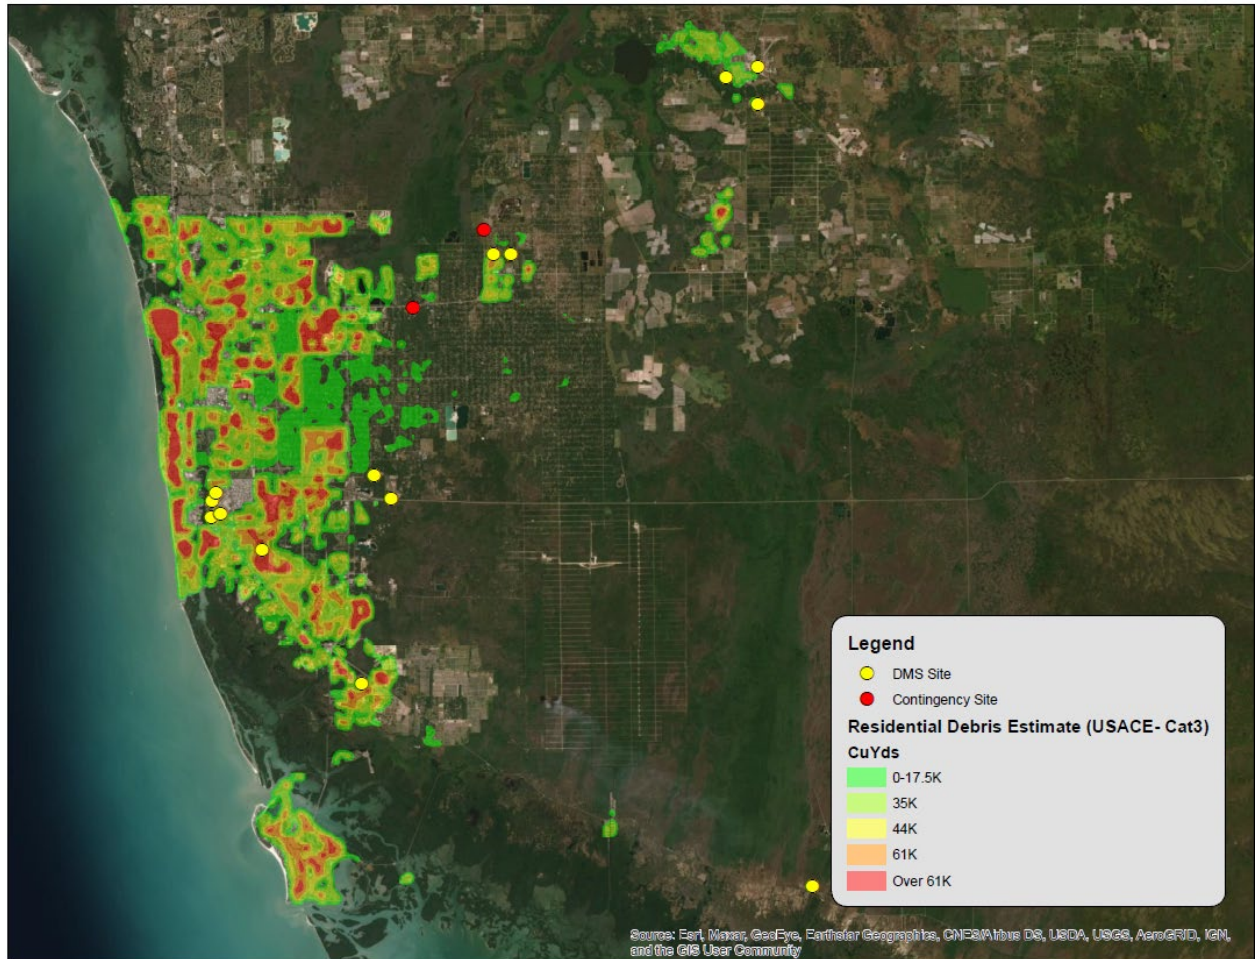 Legend
DMS Site
Contingency Site
Residential Debris Estimate (USACE- Cat3)
CuYds
0-17.5K
35K
44K
61K
Over 61K
Source: Esri, Maxar, GeoEye, Earthstar Geographics, CNES/Airbus DS, USDA, USGS, AeroGRID, IGN,
and the GIS User Community